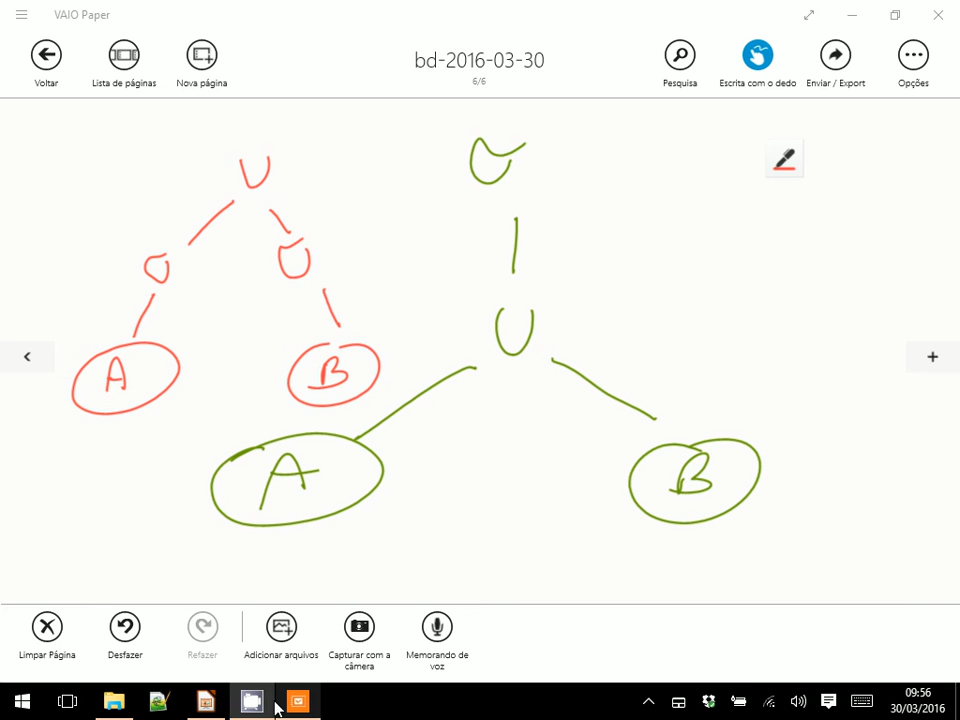 VAIO Paper
Voltar
Lista de páginas
Nova página
bd-2016-03-30
6/6
Pesquisa
Escrita com o dedo
Enviar / Export
Opções
U
σ
σ
A
B
σ
U
A
B
Limpar Página
Desfazer
Refazer
Adicionar arquivos
Capturar com a
câmera
Memorando de
voz
09:56
30/03/2016